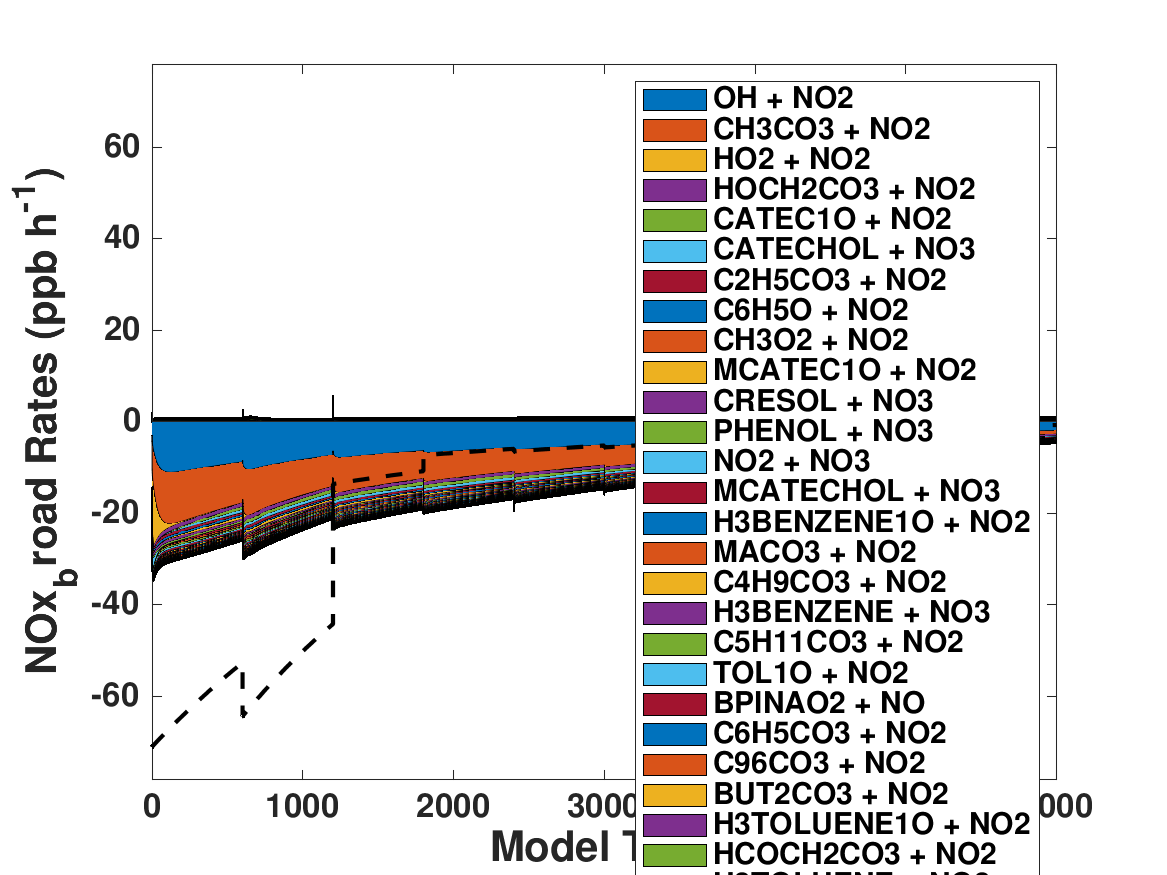 60
40
20
0
-20
-40
-60
NOx_b road Rates (ppb h^-1)
0
1000
2000
3000
000
Model T
OH + NO2
CH3CO3 + NO2
HO2 + NO2
HOCH2CO3 + NO2
CATEC1O + NO2
CATECHOL + NO3
C2H5CO3 + NO2
C6H5O + NO2
CH3O2 + NO2
MCATEC1O + NO2
CRESOL + NO3
PHENOL + NO3
NO2 + NO3
MCATECHOL + NO3
H3BENZENE1O + NO2
MACO3 + NO2
C4H9CO3 + NO2
H3BENZENE + NO3
C5H11CO3 + NO2
TOL1O + NO2
BPINAO2 + NO
C6H5CO3 + NO2
C96CO3 + NO2
BUT2CO3 + NO2
H3TOLUENE1O + NO2
HCOCH2CO3 + NO2